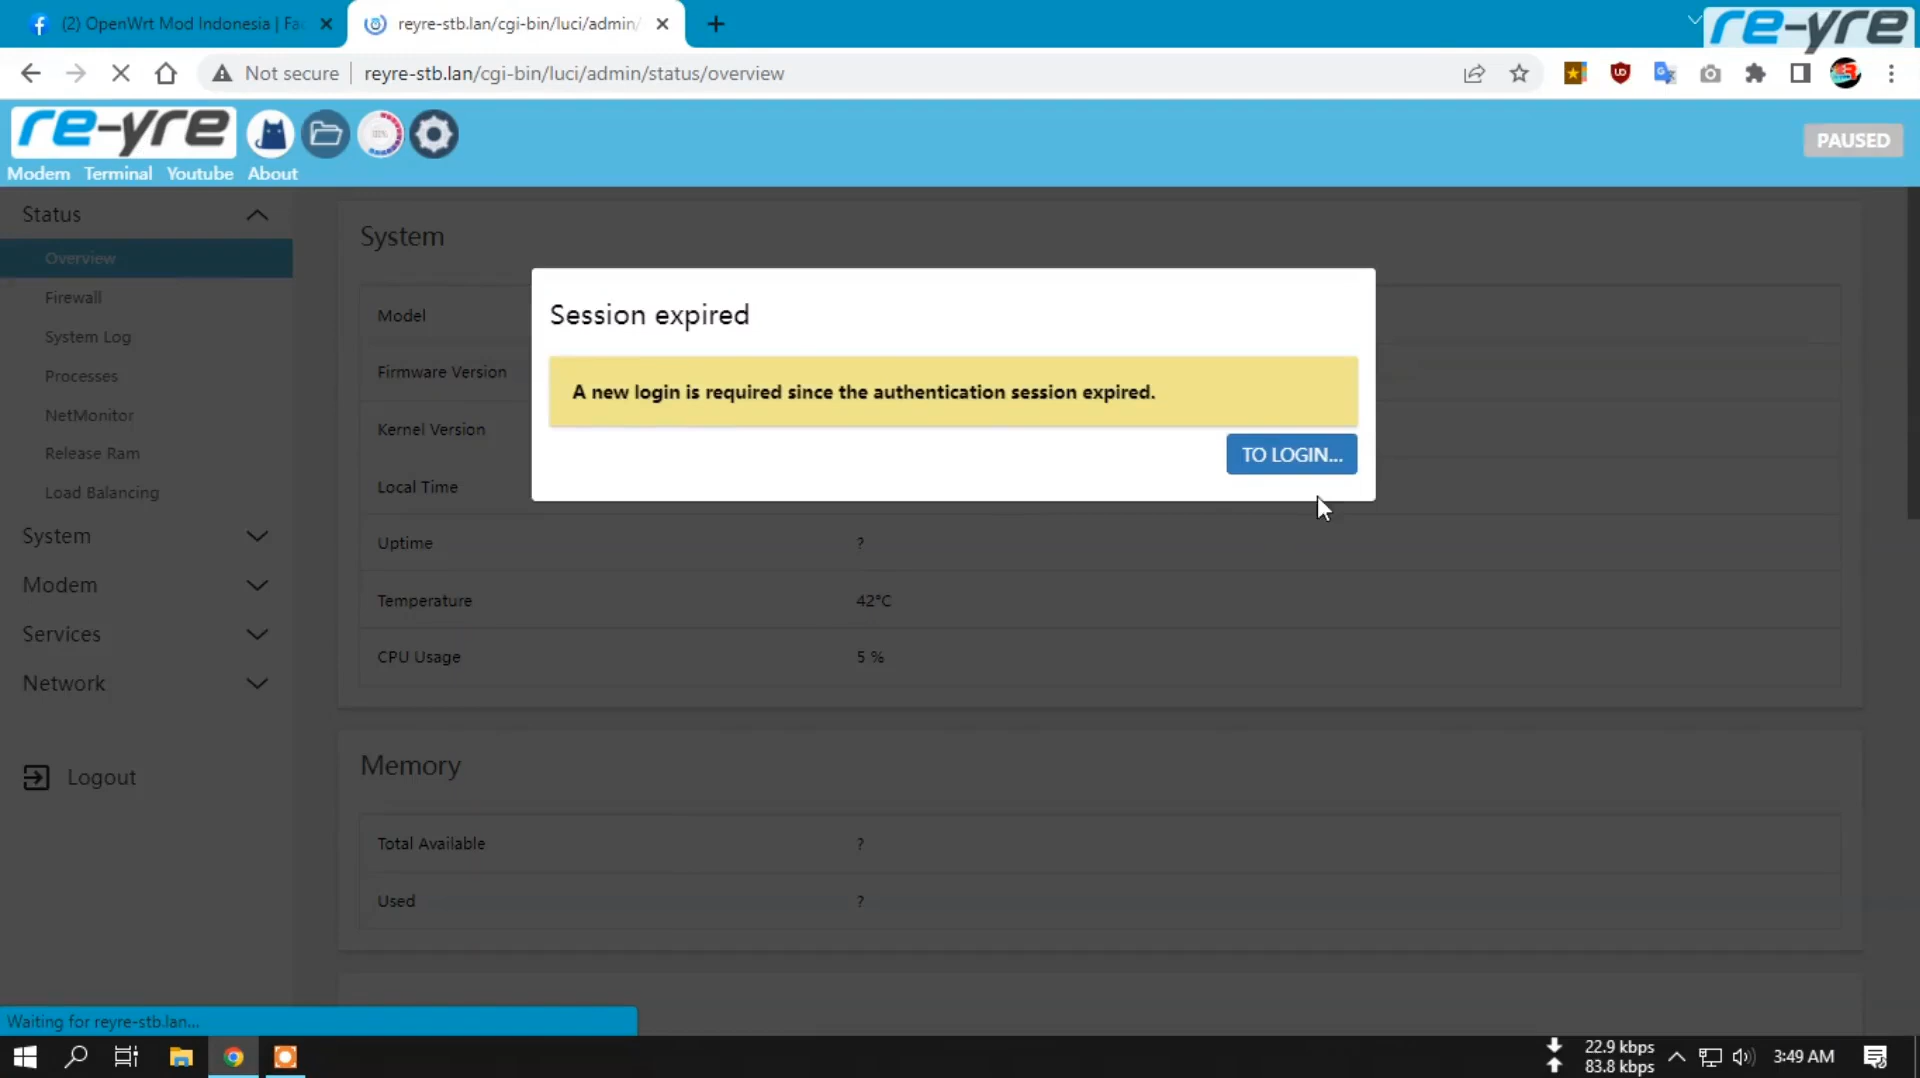 (2) OpenWrt Mod Indonesia | Fa
reyre-stb.lan/cgi-bin/luci/admin/
re-yre
Not secure
reyre-stb.lan/cgi-bin/luci/admin/status/overview
re-yre
PAUSED
Modem Terminal Youtube About
Status
Overview
Firewall
System Log
Processes
NetMonitor
Release Ram
Load Balancing
System
Modem
Services
Network
Logout
System
Model
Firmware Version
Kernel Version
Local Time
Uptime ?
Temperature 42°C
CPU Usage 5 %
Session expired
A new login is required since the authentication session expired.
TO LOGIN...
Memory
Total Available ?
Used ?
Waiting for reyre-stb.lan...
22.9 kbps
83.8 kbps
3:49 AM